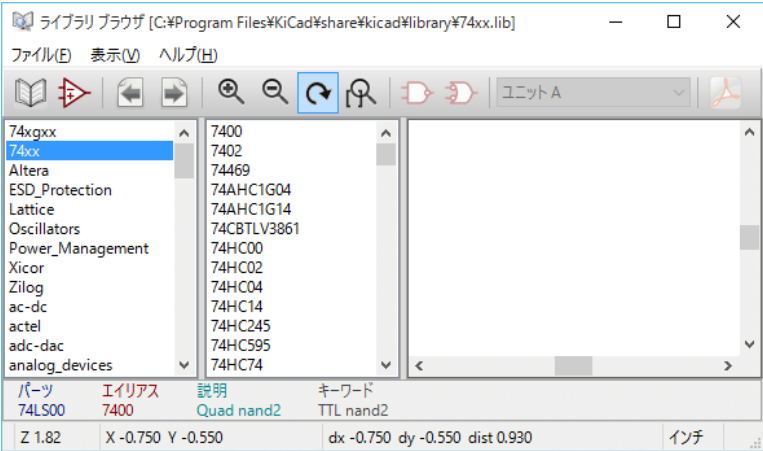 ライブラリ ブラウザ [C:¥Program Files¥KiCad¥share¥kicad¥library¥74xx.lib]
ファイル(F) 表示(V) ヘルプ(H)
ユニット A
74xgxx
74xx
Altera
ESD_Protection
Lattice
Oscillators
Power_Management
Xicor
Zilog
ac-dc
actel
adc-dac
analog_devices
7400
7402
74469
74AHC1G04
74AHC1G14
74CBTLV3861
74HC00
74HC02
74HC04
74HC14
74HC245
74HC595
74HC74
パーツ エイリアス 説明 キーワード
74LS00 7400 Quad nand2 TTL nand2
Z 1.82 X -0.750 Y -0.550 dx -0.750 dy -0.550 dist 0.930 インチ